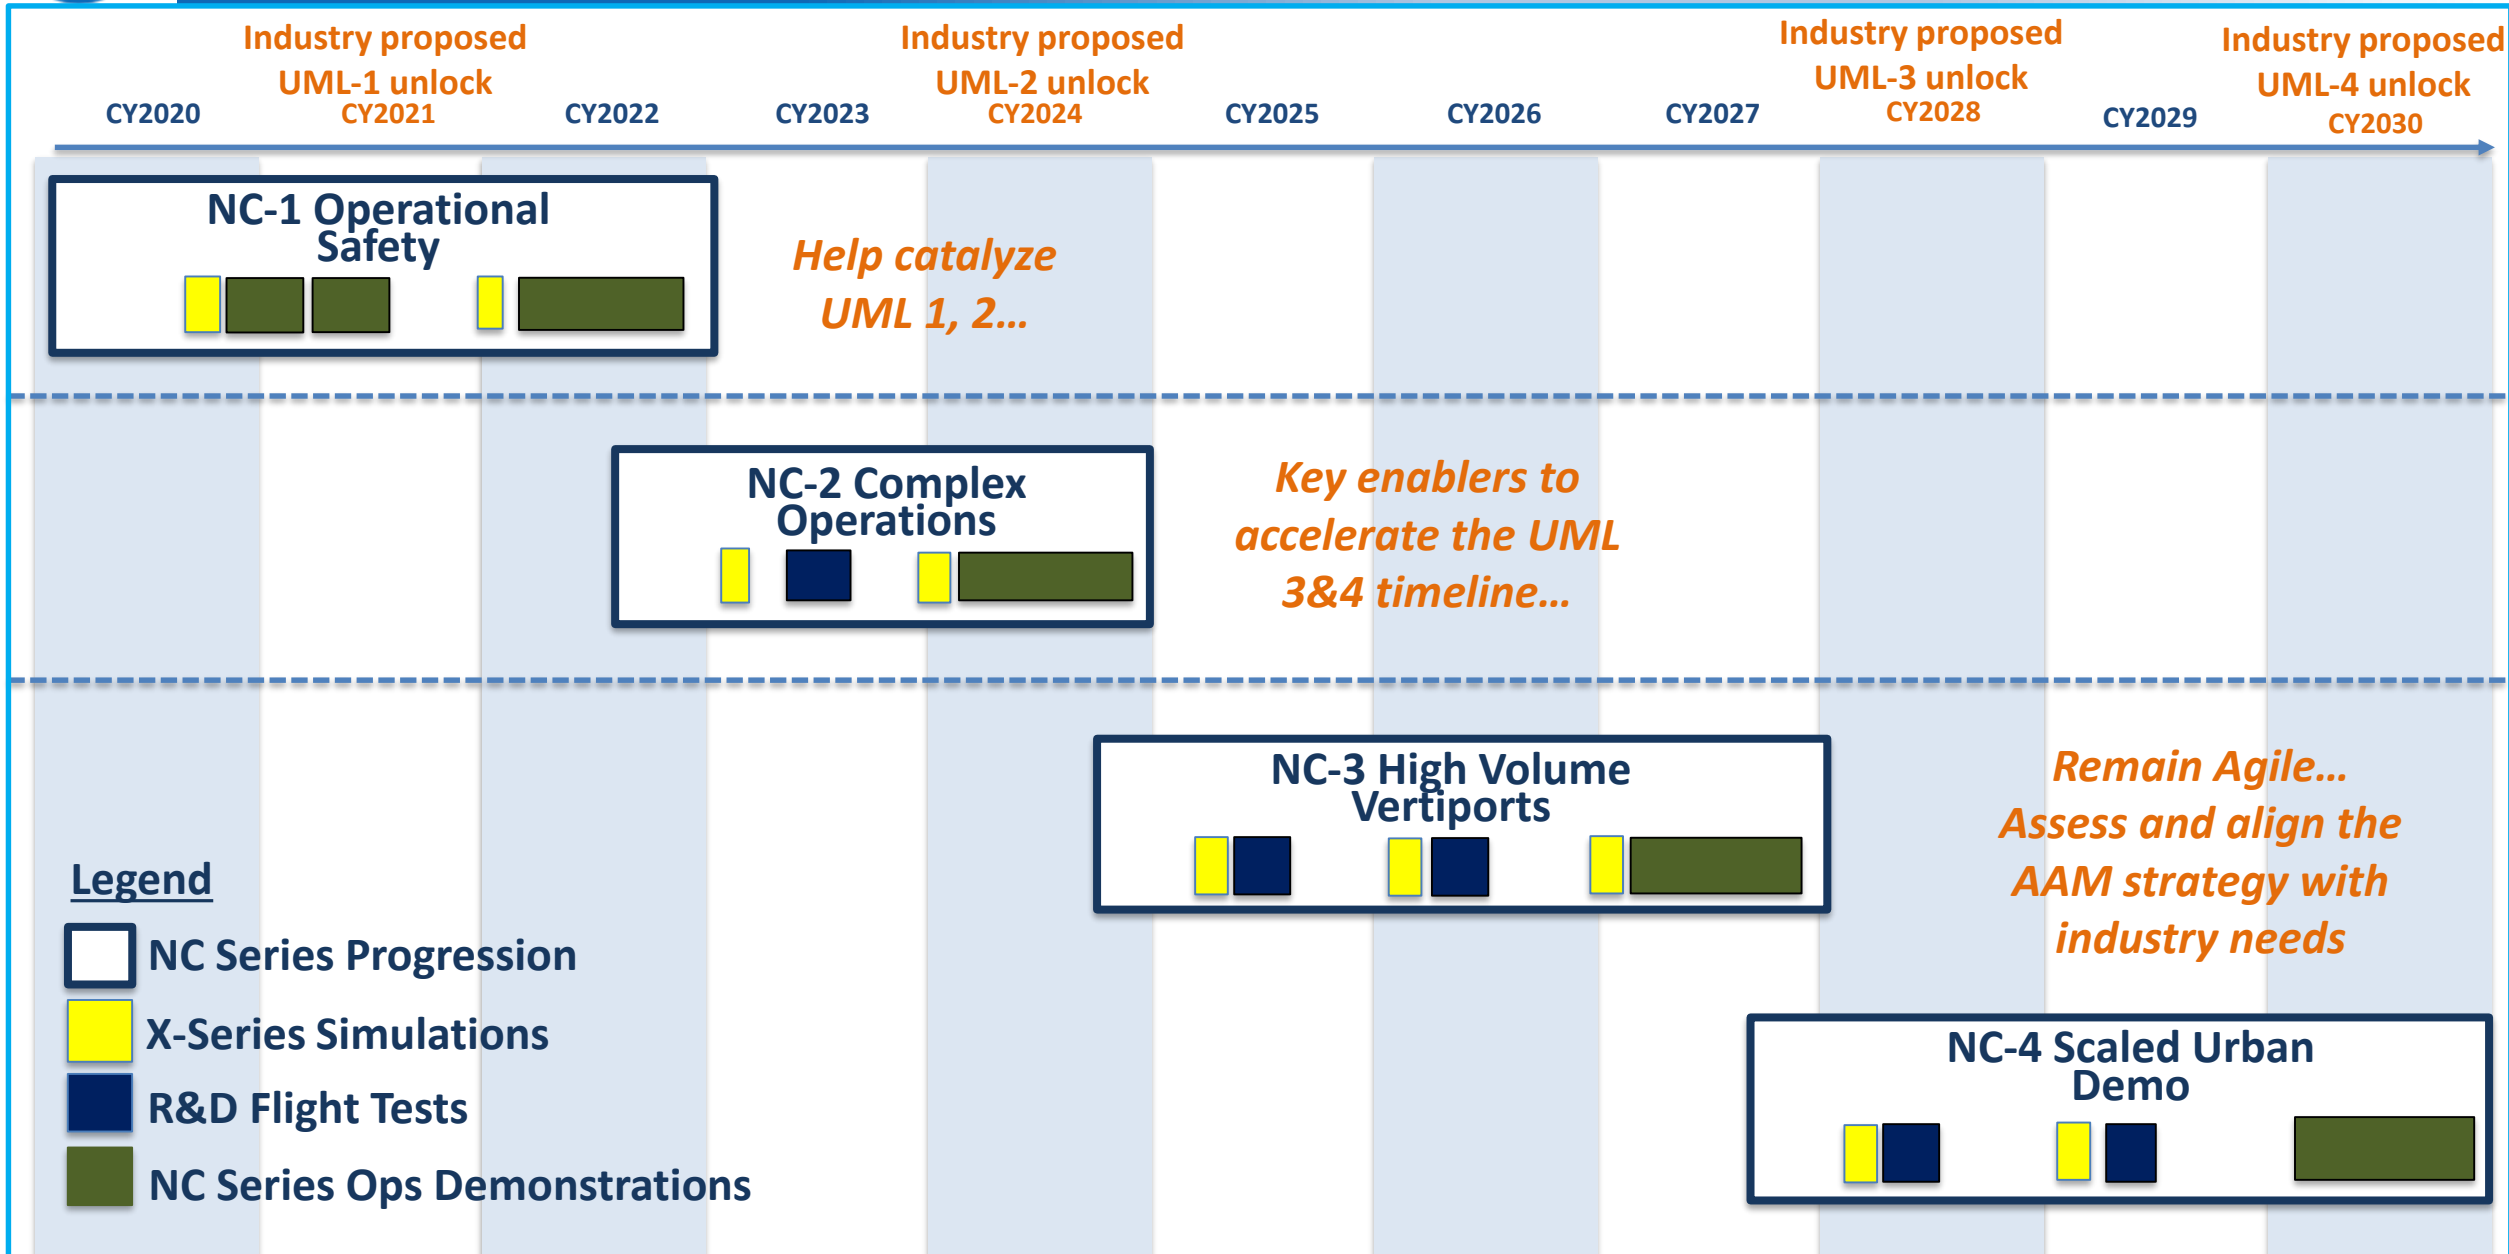 Industry proposed
UML-1 unlock
Industry proposed
UML-2 unlock
Industry proposed
UML-3 unlock
Industry proposed
UML-4 unlock
CY2020
CY2021
CY2022
CY2023
CY2024
CY2025
CY2026
CY2027
CY2028
CY2029
CY2030
NC-1 Operational
Safety
Help catalyze
UML 1, 2...
NC-2 Complex
Operations
Key enablers to
accelerate the UML
3&4 timeline...
NC-3 High Volume
Vertiports
Remain Agile...
Assess and align the
AAM strategy with
industry needs
NC-4 Scaled Urban
Demo
Legend
NC Series Progression
X-Series Simulations
R&D Flight Tests
NC Series Ops Demonstrations